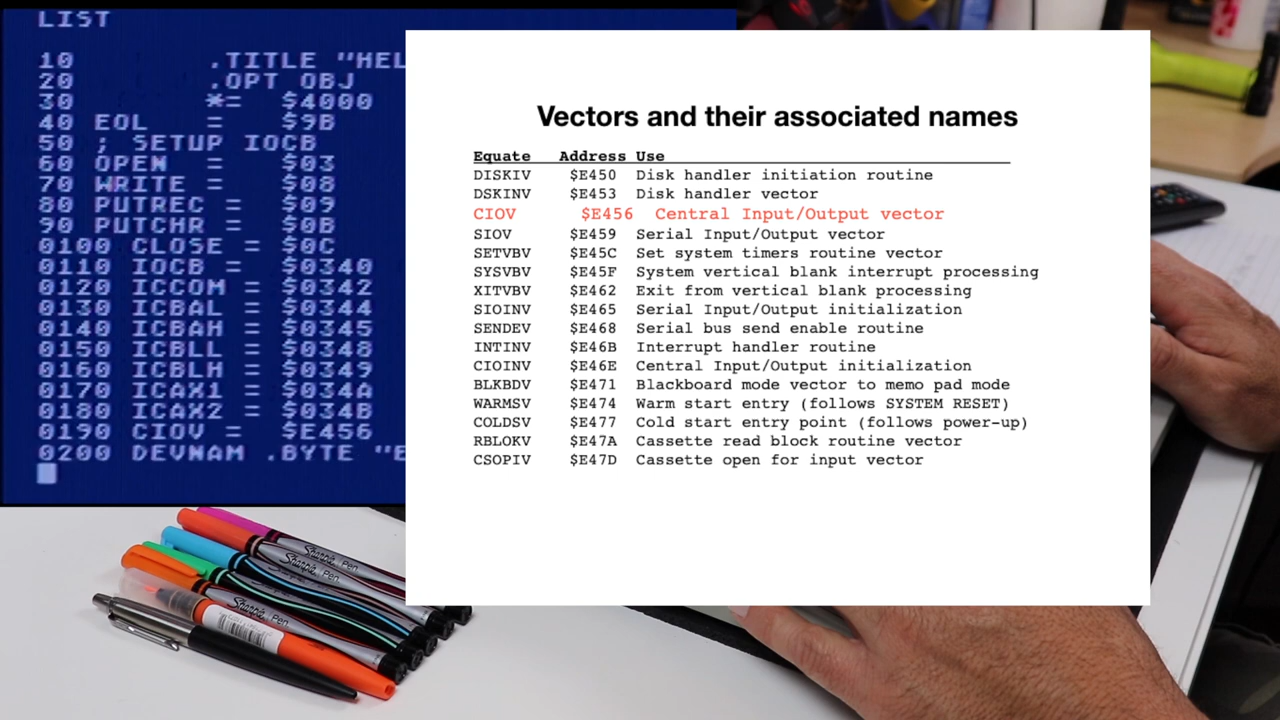 LIST
10 .TITLE "HEL
20 .OPT OBJ
30 *= $4000
40 EOL = $9B
50 ; SETUP IOCB
60 OPEN = $03
70 WRITE = $08
80 PUTREC = $09
90 PUTCHR = $0B
0100 CLOSE = $0C
0110 IOCB = $0340
0120 ICCOM = $0342
0130 ICBAL = $0344
0140 ICBAH = $0345
0150 ICBLL = $0348
0160 ICBLH = $0349
0170 ICAX1 = $034A
0180 ICAX2 = $034B
0190 CIOV = $E456
0200 DEVNAM .BYTE "E
Vectors and their associated names
Equate Address Use
DISKIV $E450 Disk handler initiation routine
DSKINV $E453 Disk handler vector
CIOV $E456 Central Input/Output vector
SIOV $E459 Serial Input/Output vector
SETVBV $E45C Set system timers routine vector
SYSVBV $E45F System vertical blank interrupt processing
XITVBV $E462 Exit from vertical blank processing
SIOINV $E465 Serial Input/Output initialization
SENDEV $E468 Serial bus send enable routine
INTINV $E46B Interrupt handler routine
CIOINV $E46E Central Input/Output initialization
BLKBDV $E471 Blackboard mode vector to memo pad mode
WARMSV $E474 Warm start entry (follows SYSTEM RESET)
COLDSV $E477 Cold start entry point (follows power-up)
RBLOKV $E47A Cassette read block routine vector
CSOPIV $E47D Cassette open for input vector
Sharpie Pen
Sharpie Pen
Sharpie Pen